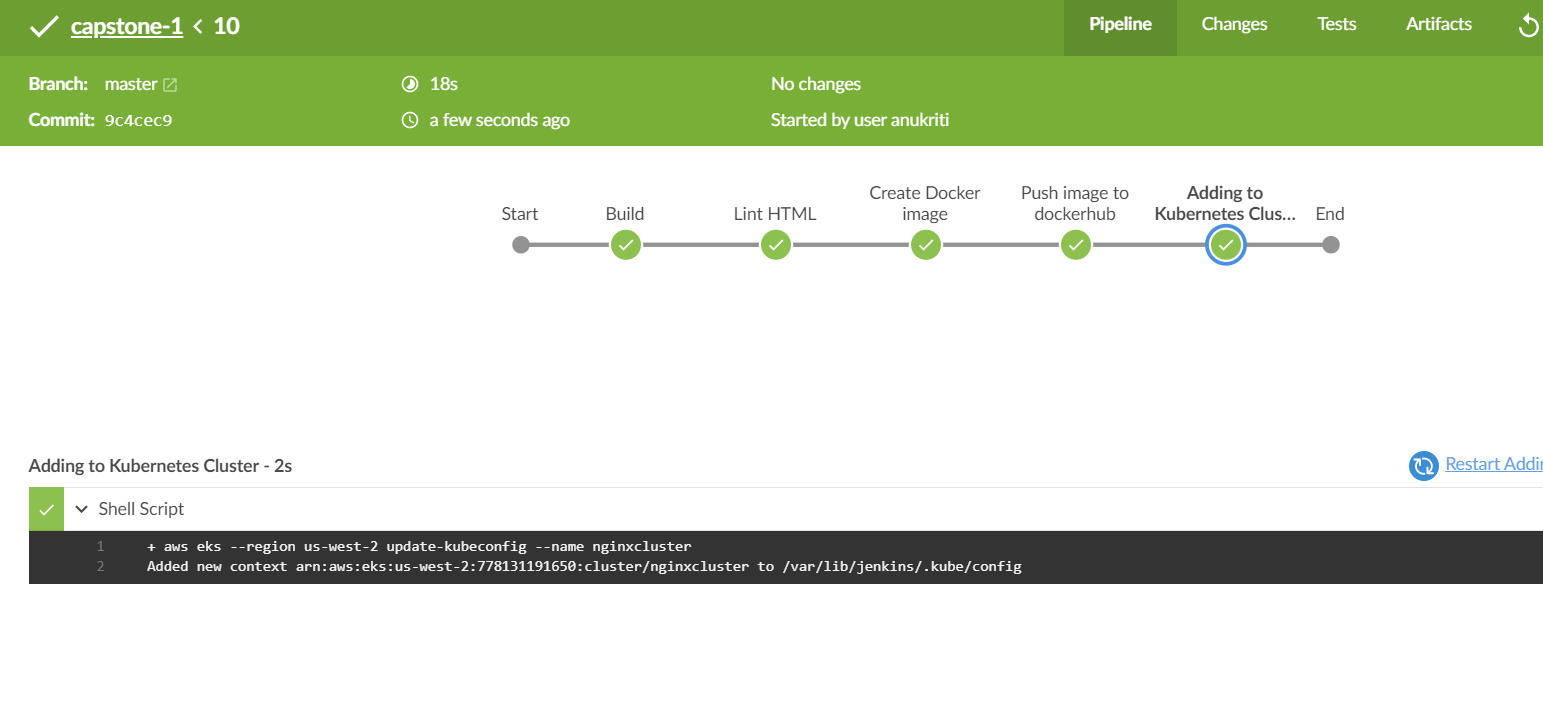 capstone-1 < 10
Pipeline Changes Tests Artifacts
Branch: master
18s
No changes
Commit: 9c4cec9
a few seconds ago
Started by user anukriti
Start
Build
Lint HTML
Create Docker
image
Push image to
dockerhub
Adding to
Kubernetes Clus...
End
Adding to Kubernetes Cluster - 2s
Restart Addin
Shell Script
1 + aws eks --region us-west-2 update-kubeconfig --name nginxcluster
2 Added new context arn:aws:eks:us-west-2:778131191650:cluster/nginxcluster to /var/lib/jenkins/.kube/config